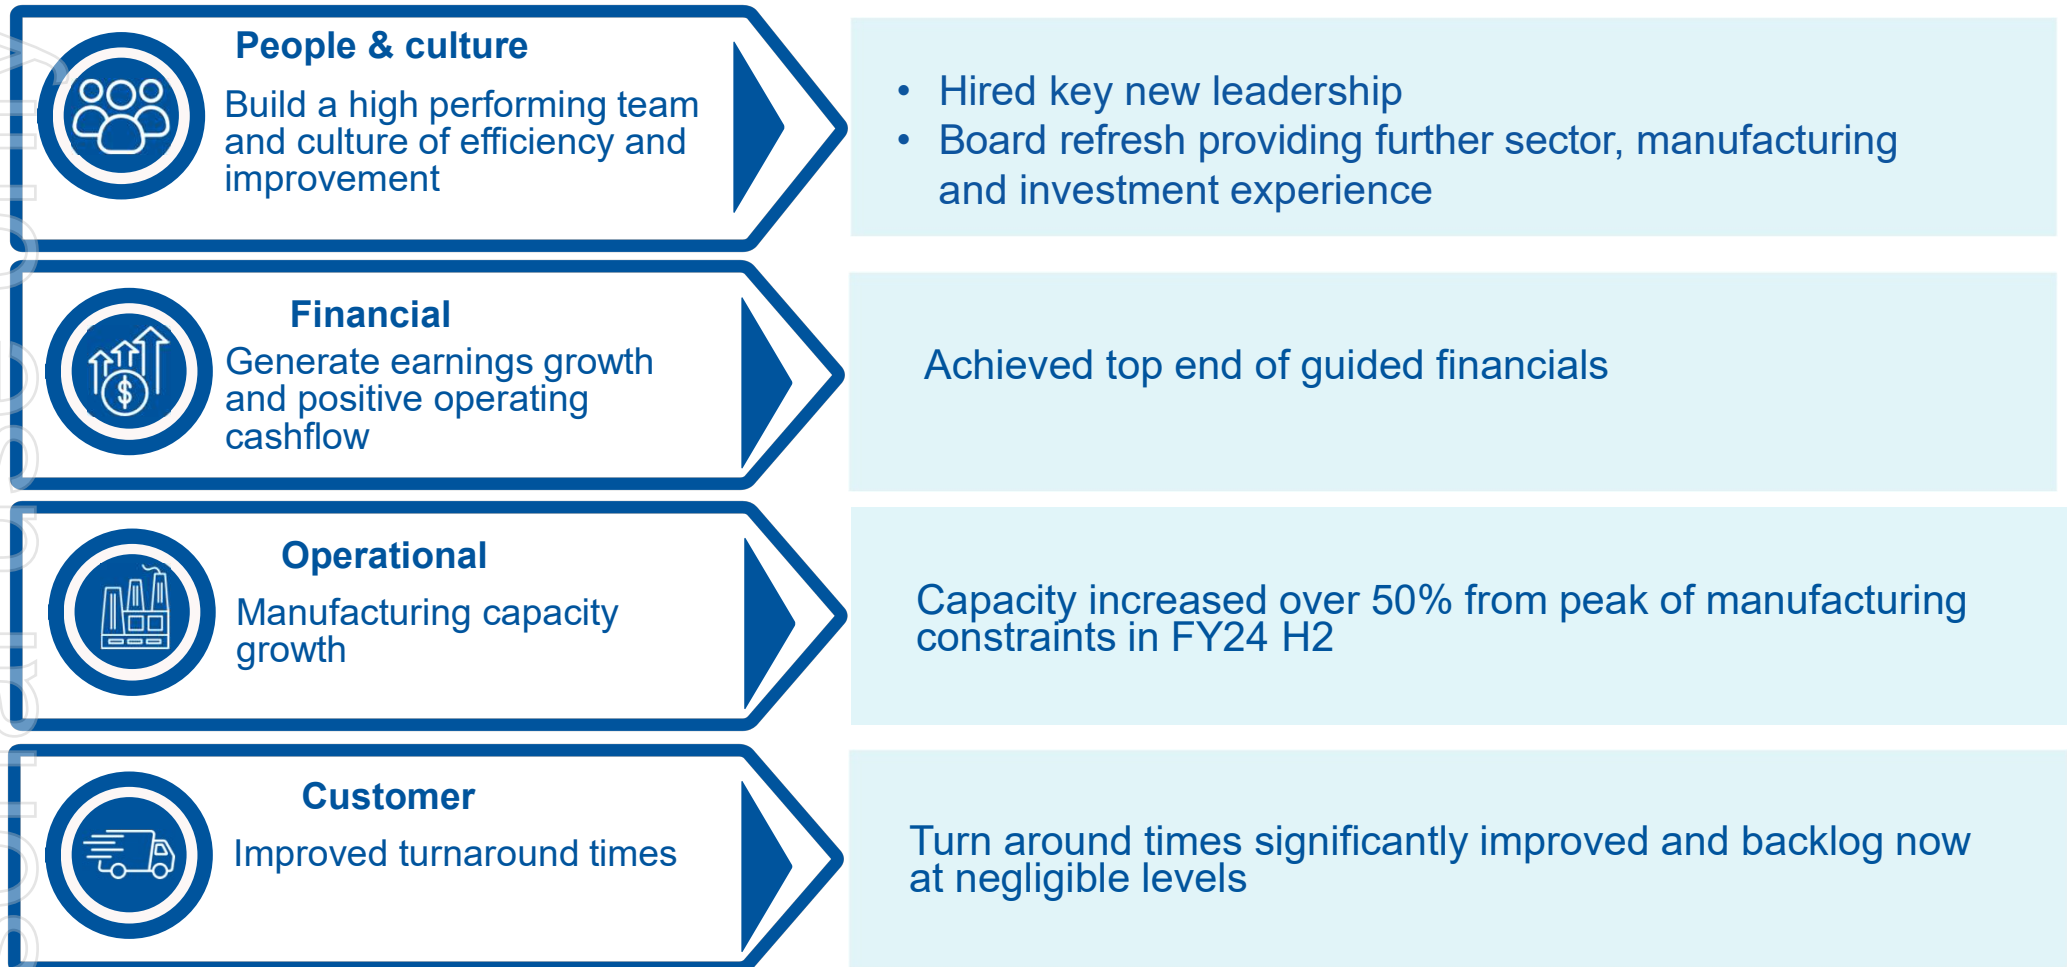 People & culture
Build a high performing team
and culture of efficiency and
improvement
• Hired key new leadership
• Board refresh providing further sector, manufacturing
and investment experience
Financial
Generate earnings growth
and positive operating
cashflow
Achieved top end of guided financials
Operational
Manufacturing capacity
growth
Capacity increased over 50% from peak of manufacturing
constraints in FY24 H2
Customer
Improved turnaround times
Turn around times significantly improved and backlog now
at negligible levels